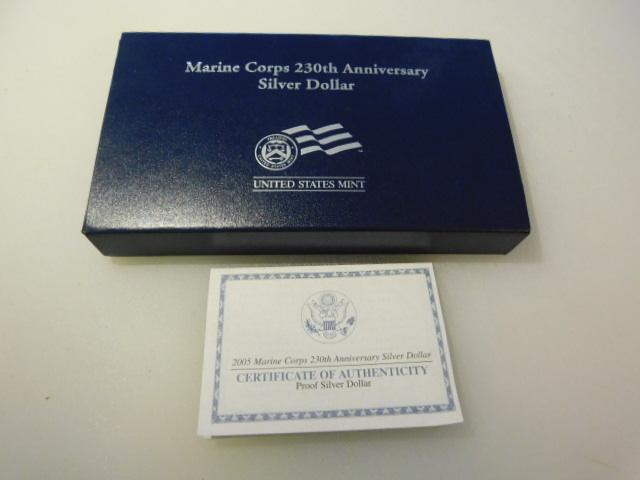 Marine Corps 230th Anniversary
Silver Dollar
UNITED STATES MINT
2005 Marine Corps 230th Anniversary Silver Dollar
CERTIFICATE OF AUTHENTICITY
Proof Silver Dollar